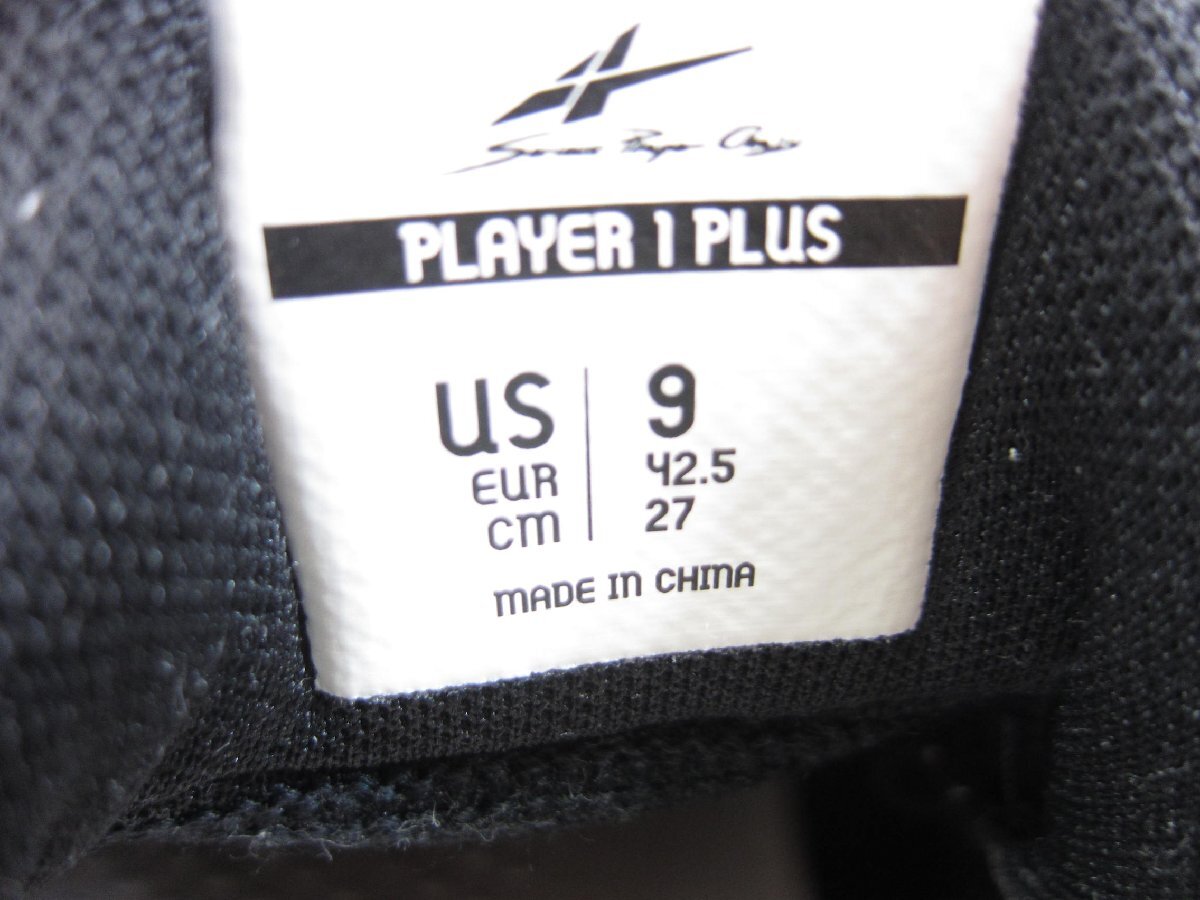 PLAYER 1 PLUS
US 9
EUR 42.5
cm 27
MADE IN CHINA